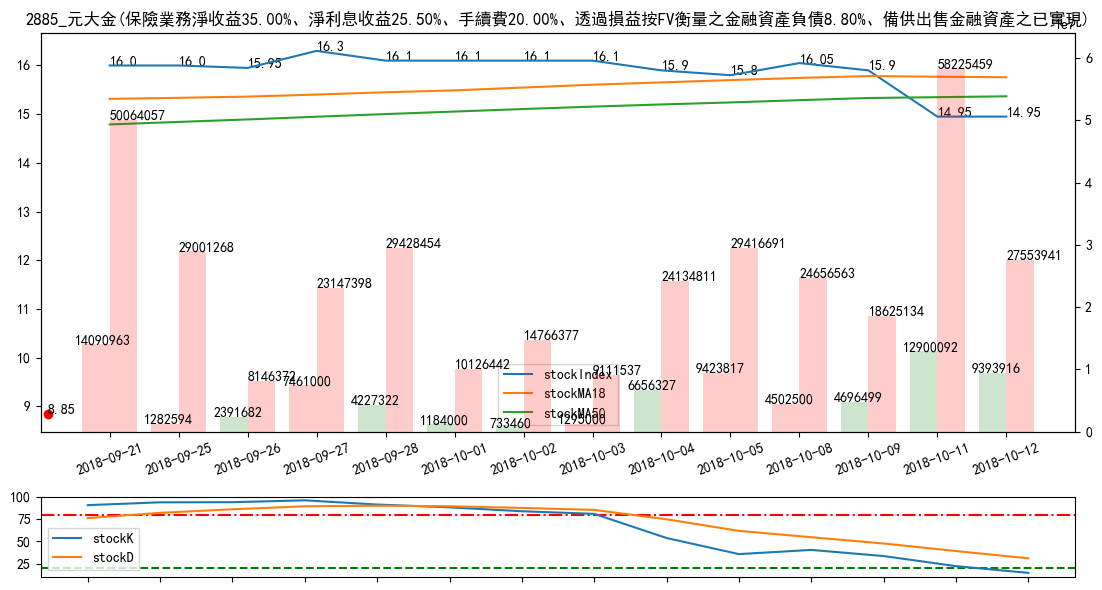 2885_元大金(保險業務淨收益35.00%、淨利息收益25.50%、手續費20.00%、透過損益按FV衡量之金融資產負債8.80%、備供出售金融資產之已實現)
1e7
16 15 14 13 12 11 10 9
6 5 4 3 2 1 0
16.0 16.0 15.95 16.3 16.1 16.1 16.1 16.1 15.9 15.8 16.05 15.9 14.95 14.95
50064057 58225459
29001268 29428454 29416691
23147398 24134811 24656563 27553941
14090963 14766377 18625134
8146372 7461000 10126442 9111537 9423817 12900092 9393916
8.85 1282594 2391682 4227322 1184000 733460 1295000 6656327 4502500 4696499
stockIndex
stockMA18
stockMA50
2018-09-21 2018-09-25 2018-09-26 2018-09-27 2018-09-28 2018-10-01 2018-10-02 2018-10-03 2018-10-04 2018-10-05 2018-10-08 2018-10-09 2018-10-11 2018-10-12
100 75 50 25
stockK
stockD